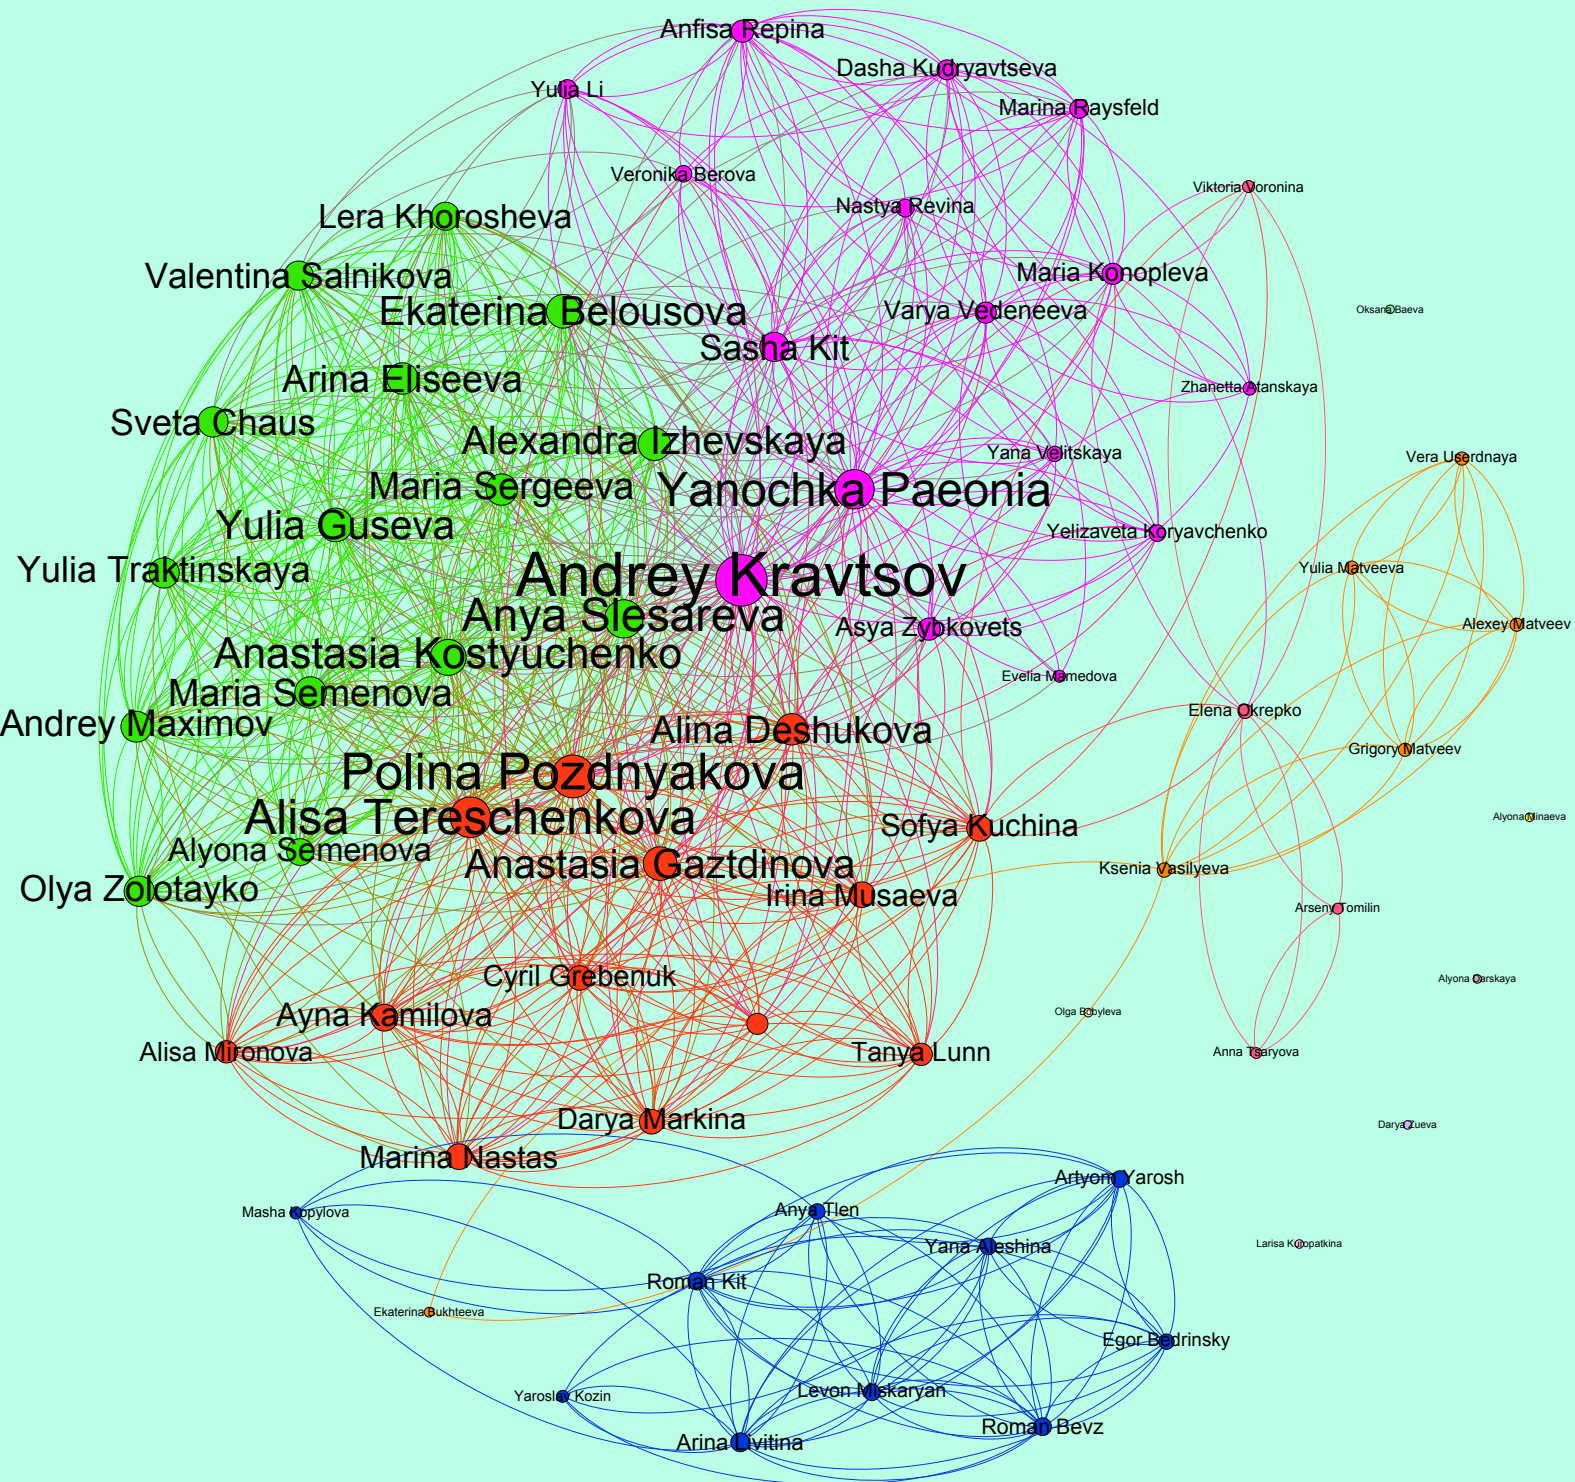 Anfisa Repina
Dasha Kudryavtseva
Yulia Li
Marina Raysfeld
Veronika Berova
Viktoria Voronina
Nastya Revina
Lera Khorosheva
Valentina Salnikova
Maria Konopleva
Ekaterina Belousova
Varya Vedeneeva
Oksana Baeva
Sasha Kit
Arina Eliseeva
Zhanetta Atanskaya
Sveta Chaus
Alexandra Izhevskaya
Yana Velitskaya
Vera Userdnaya
Maria Sergeeva
Yanochka Paeonia
Yulia Guseva
Yelizaveta Koryavchenko
Yulia Traktinskaya
Yulia Matveeva
Andrey Kravtsov
Anya Slesareva
Asya Zybkovets
Alexey Matveev
Anastasia Kostyuchenko
Evelia Mamedova
Maria Semenova
Elena Okrepko
Andrey Maximov
Alina Deshukova
Grigory Matveev
Polina Pozdnyakova
Alisa Tereschenkova
Sofya Kuchina
Alyona Minaeva
Alyona Semenova
Anastasia Gaztdinova
Ksenia Vasilyeva
Olya Zolotayko
Irina Musaeva
Arseny Tomilin
Cyril Grebenuk
Alyona Darskaya
Ayna Kamilova
Olga Bobyleva
Alisa Mironova
Tanya Lunn
Anna Tsaryova
Darya Markina
Darya Zueva
Marina Nastas
Artyom Yarosh
Masha Kopylova
Anya Tlen
Yana Aleshina
Larisa Kuropatkina
Roman Kit
Ekaterina Bukhteeva
Egor Bedrinsky
Yaroslav Kozin
Levon Miskaryan
Roman Bevz
Arina Livitina